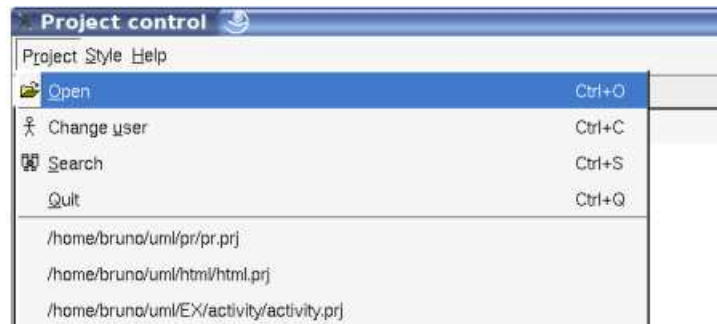 Project control
Project Style Help
Open Ctrl+O
Change user Ctrl+C
Search Ctrl+S
Quit Ctrl+Q
/home/bruno/uml/pr/pr.prj
/home/bruno/uml/html/html.prj
/home/bruno/uml/EX/activity/activity.prj